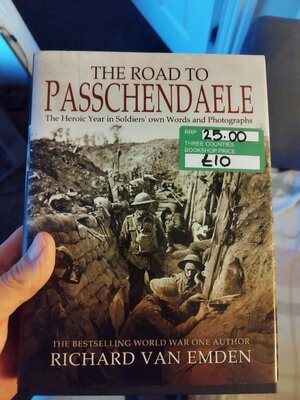 THE ROAD TO
PASSCHENDAELE
The Heroic Year in Soldiers' own Words and Photographs
RRP 25.00
THREE COUNTIES
BOOKSHOP PRICE
£10
THE BESTSELLING WORLD WAR ONE AUTHOR
RICHARD VAN EMDEN